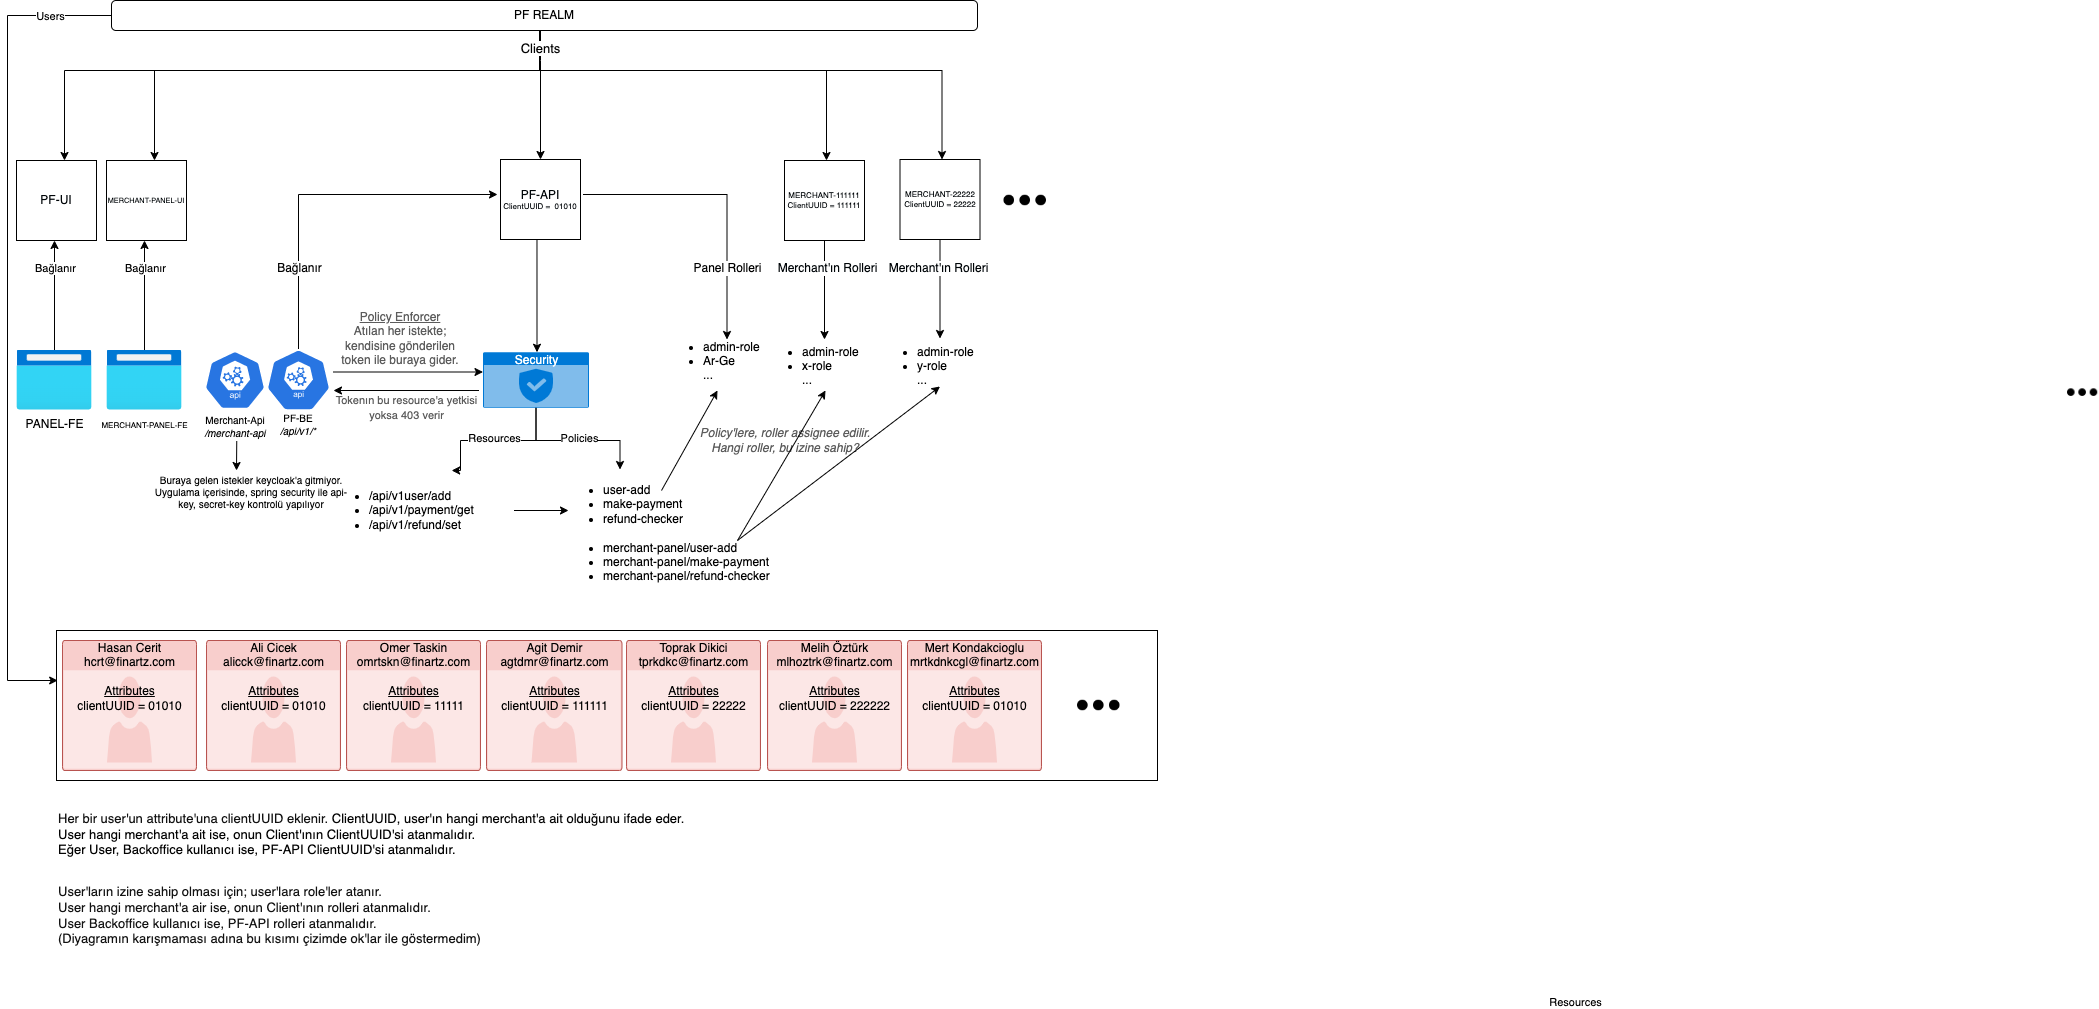 Users
PF REALM
Clients
PF-UI
MERCHANT-PANEL-UI
PF-API
ClientUUID = 01010
MERCHANT-111111
ClientUUID = 111111
MERCHANT-22222
ClientUUID = 22222
Bağlanır
Bağlanır
Bağlanır
Panel Rolleri
Merchant'ın Rolleri
Merchant'ın Rolleri
Policy Enforcer
Atılan her istekte;
kendisine gönderilen
token ile buraya gider.
Security
admin-role
Ar-Ge
...
admin-role
x-role
...
admin-role
y-role
...
api
api
Tokenın bu resource'a yetkisi
yoksa 403 verir
PANEL-FE
MERCHANT-PANEL-FE
Merchant-Api
/merchant-api
PF-BE
/api/v1/*
Resources
Policies
Policy'lere, roller assignee edilir.
Hangi roller, bu izine sahip?
Buraya gelen istekler keycloak'a gitmiyor.
Uygulama içerisinde, spring security ile api-
key, secret-key kontrolü yapılıyor
/api/v1user/add
/api/v1/payment/get
/api/v1/refund/set
user-add
make-payment
refund-checker
merchant-panel/user-add
merchant-panel/make-payment
merchant-panel/refund-checker
Hasan Cerit
hcrt@finartz.com
Attributes
clientUUID = 01010
Ali Cicek
alicck@finartz.com
Attributes
clientUUID = 01010
Omer Taskin
omrtskn@finartz.com
Attributes
clientUUID = 11111
Agit Demir
agtdmr@finartz.com
Attributes
clientUUID = 111111
Toprak Dikici
tprkdkc@finartz.com
Attributes
clientUUID = 22222
Melih Öztürk
mlhoztrk@finartz.com
Attributes
clientUUID = 222222
Mert Kondakcioglu
mrtkdnkcgl@finartz.com
Attributes
clientUUID = 01010
Her bir user'un attribute'una clientUUID eklenir. ClientUUID, user'ın hangi merchant'a ait olduğunu ifade eder.
User hangi merchant'a ait ise, onun Client'ının ClientUUID'si atanmalıdır.
Eğer User, Backoffice kullanıcı ise, PF-API ClientUUID'si atanmalıdır.
User'ların izine sahip olması için; user'lara role'ler atanır.
User hangi merchant'a air ise, onun Client'ının rolleri atanmalıdır.
User Backoffice kullanıcı ise, PF-API rolleri atanmalıdır.
(Diyagramın karışmaması adına bu kısımı çizimde ok'lar ile göstermedim)
Resources